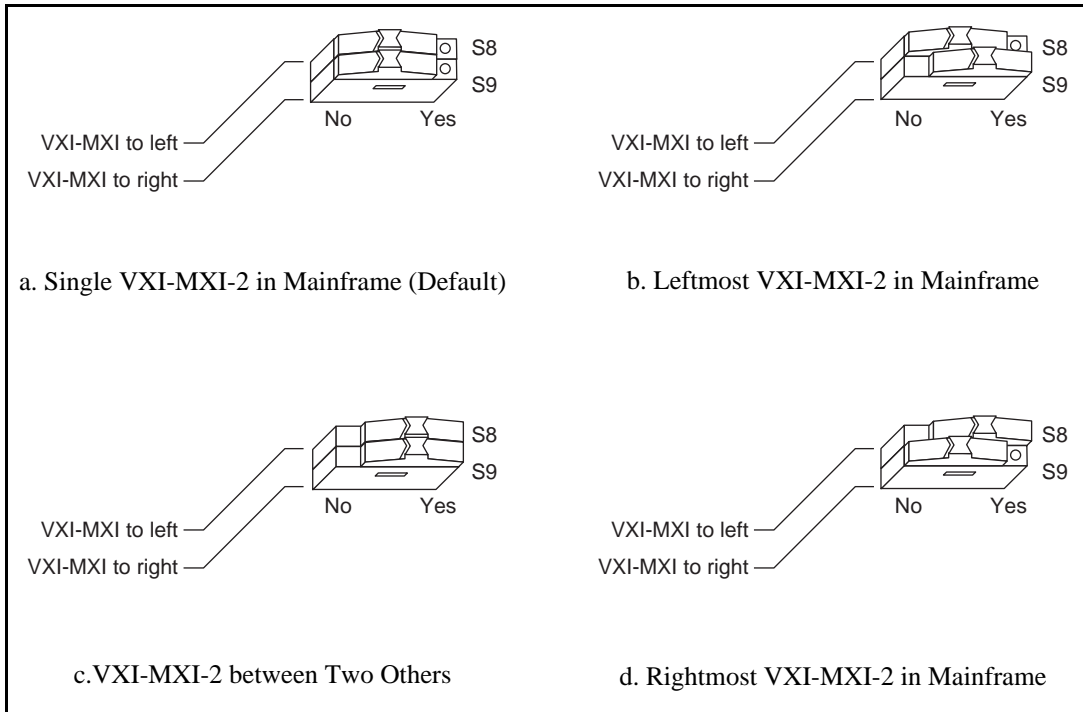 S8
S9
No Yes
VXI-MXI to left
VXI-MXI to right
a. Single VXI-MXI-2 in Mainframe (Default)
S8
S9
No Yes
VXI-MXI to left
VXI-MXI to right
b. Leftmost VXI-MXI-2 in Mainframe
S8
S9
No Yes
VXI-MXI to left
VXI-MXI to right
c.VXI-MXI-2 between Two Others
S8
S9
No Yes
VXI-MXI to left
VXI-MXI to right
d. Rightmost VXI-MXI-2 in Mainframe